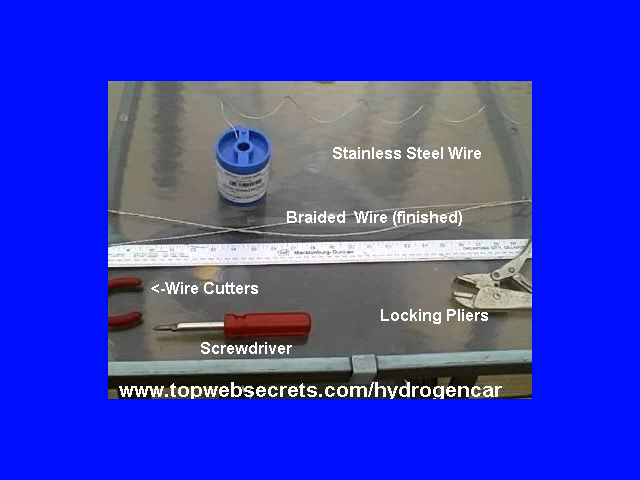 Stainless Steel Wire
Braided Wire (finished)
<-Wire Cutters
Locking Pliers
Screwdriver
www.topwebsecrets.com/hydrogencar